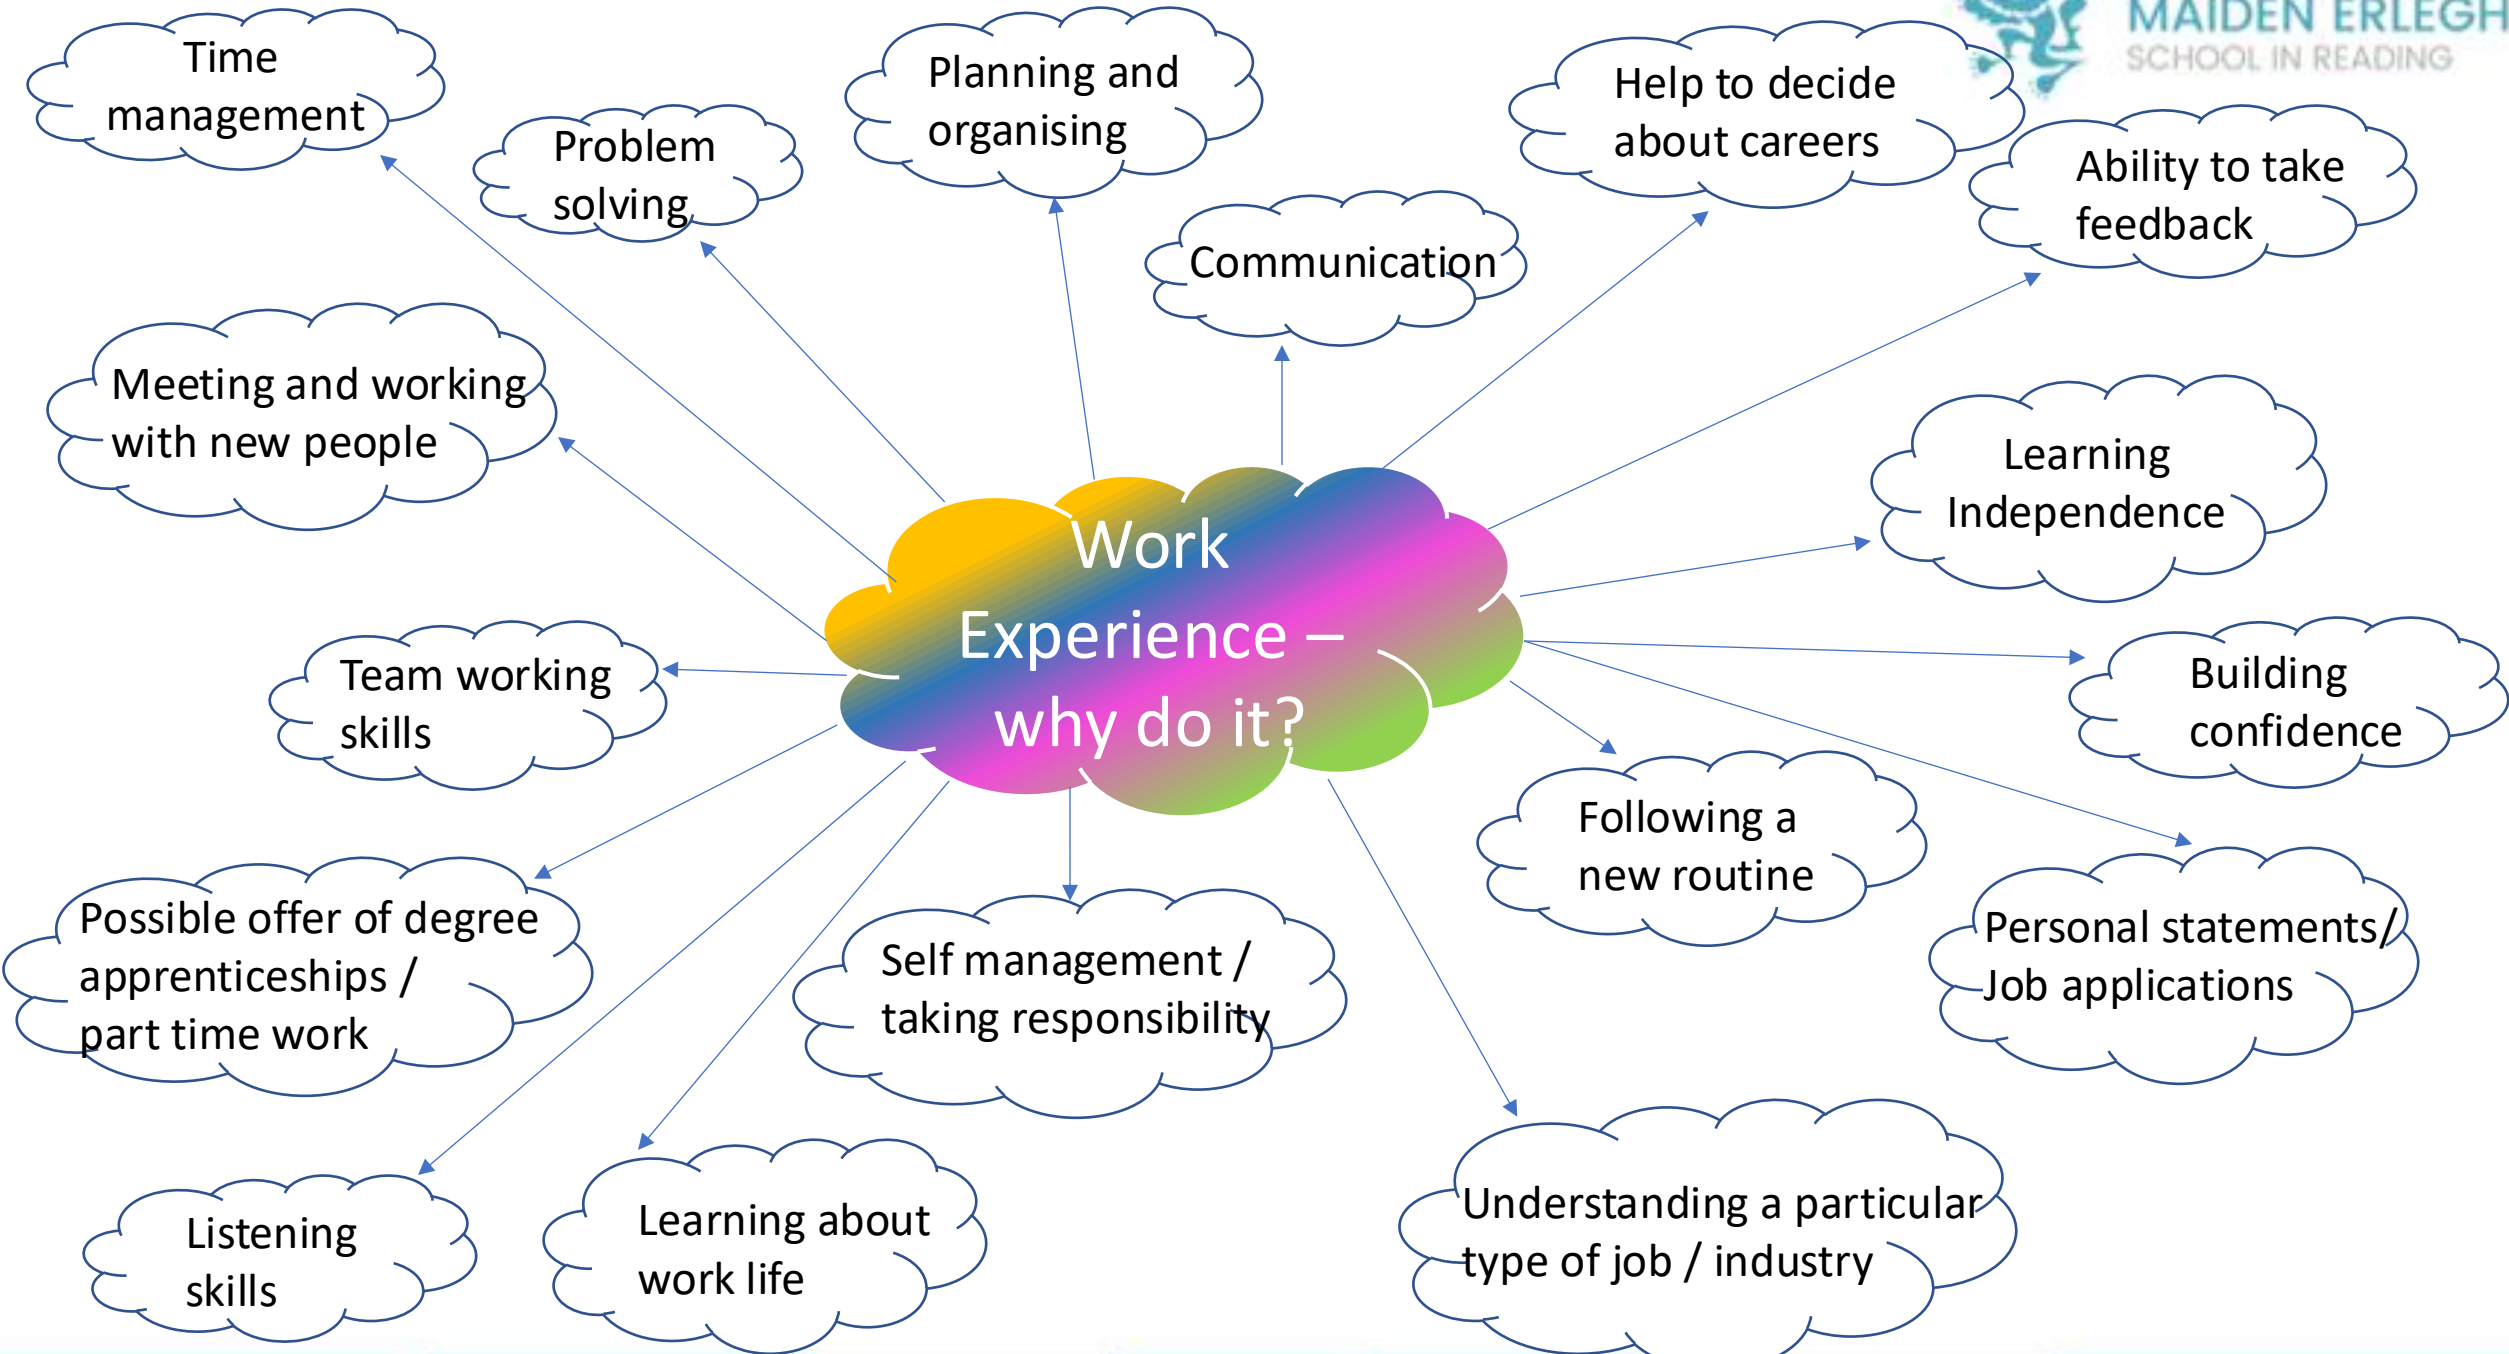 MAIDEN ERLEGH
SCHOOL IN READING
Time
management
Problem
solving
Planning and
organising
Communication
Help to decide
about careers
Ability to take
feedback
Meeting and working
with new people
Learning
Independence
Work
Experience –
why do it?
Team working
skills
Building
confidence
Following a
new routine
Possible offer of degree
apprenticeships /
part time work
Self management /
taking responsibility
Personal statements/
Job applications
Listening
skills
Learning about
work life
Understanding a particular
type of job / industry